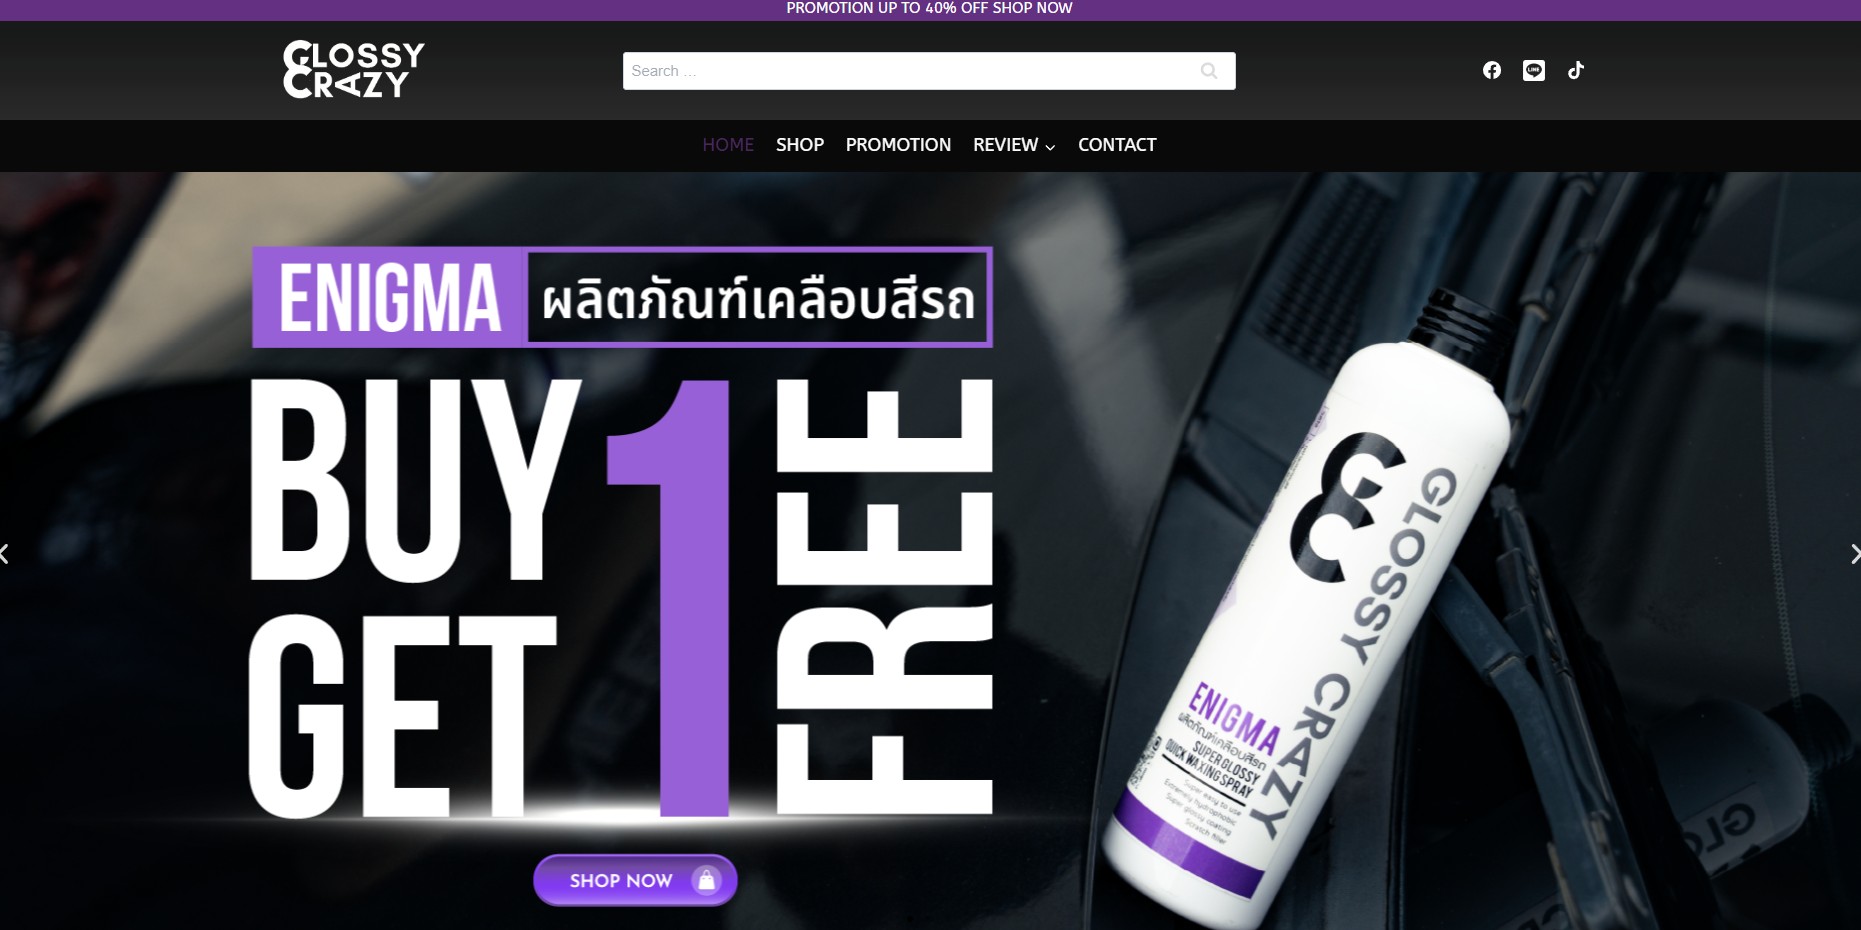 PROMOTION UP TO 40% OFF SHOP NOW
GLOSSY
CRAZY
Search ...
LINE
HOME SHOP PROMOTION REVIEW CONTACT
ENIGMA ผลิตภัณฑ์เคลือบสีรถ
BUY 1
GET
FREE
SHOP NOW
GC
GLOSSY CRAZY
ENIGMA
ผลิตภัณฑ์เคลือบสีรถ
SUPER GLOSSY
QUICK WAXING SPRAY
Super easy to use
Extremely hydrophobic
Super glossy coating
Scratch filler